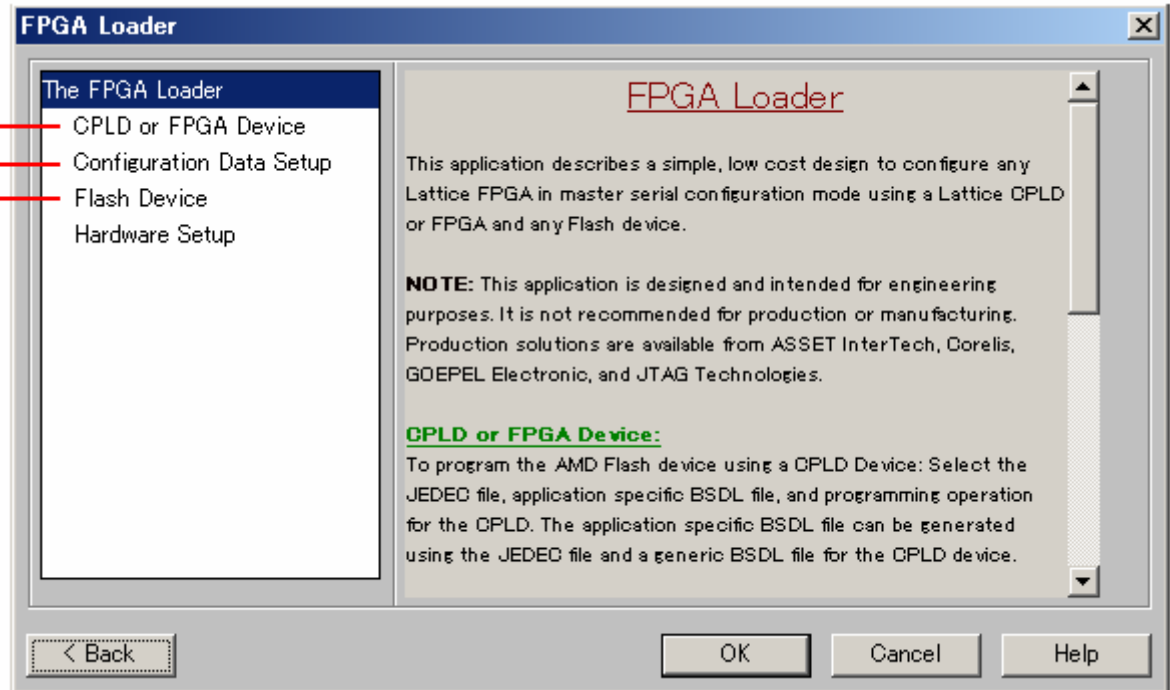 FPGA Loader
The FPGA Loader
CPLD or FPGA Device
Configuration Data Setup
Flash Device
Hardware Setup
FPGA Loader
This application describes a simple, low cost design to configure any
Lattice FPGA in master serial configuration mode using a Lattice CPLD
or FPGA and any Flash device.
NOTE: This application is designed and intended for engineering
purposes. It is not recommended for production or manufacturing.
Production solutions are available from ASSET InterTech, Corelis,
GOEPEL Electronic, and JTAG Technologies.
CPLD or FPGA Device:
To program the AMD Flash device using a CPLD Device: Select the
JEDEC file, application specific BSDL file, and programming operation
for the CPLD. The application specific BSDL file can be generated
using the JEDEC file and a generic BSDL file for the CPLD device.
< Back
OK
Cancel
Help